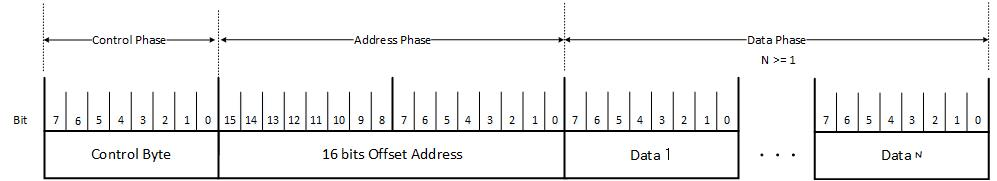 Control Phase Address Phase Data Phase
N >= 1
Bit 7 6 5 4 3 2 1 0 15 14 13 12 11 10 9 8 7 6 5 4 3 2 1 0 7 6 5 4 3 2 1 0 7 6 5 4 3 2 1 0
Control Byte 16 bits Offset Address Data 1 . . . Data N